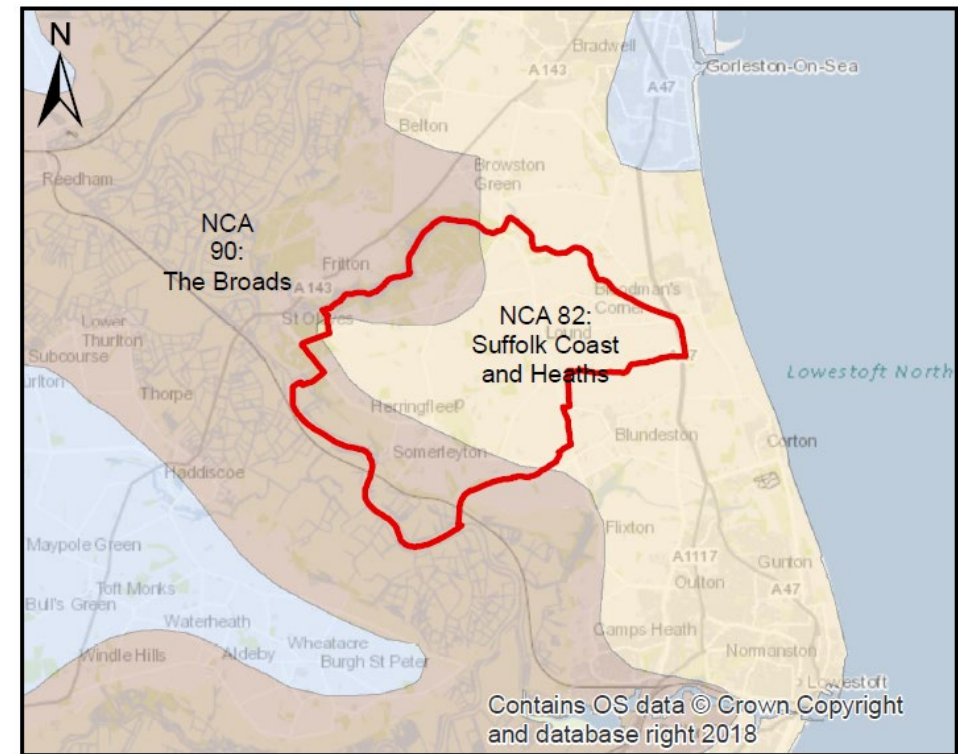 N
Bradwell
A143
Gorleston-On-Sea
A47
Belton
Browston
Green
Reedham
NCA
90:
The Broads
Fritton
A143
St Olaves
Corner
NCA 82:
Suffolk Coast
and Heaths
Lound
Lower
Thurlton
Subcourse
Thorpe
Lowestoft North
Herringfleet
Somerleyton
Blundeston
Corton
Haddiscoe
Flixton
Maypole Green
A1117
Gunton
Toft Monks
Oulton
A47
Bull's Green
Waterheath
Camps Heath
Wheatacre
Normanston
Windle Hills
Aldeby
Burgh St Peter
Lowestoft
Contains OS data © Crown Copyright
and database right 2018